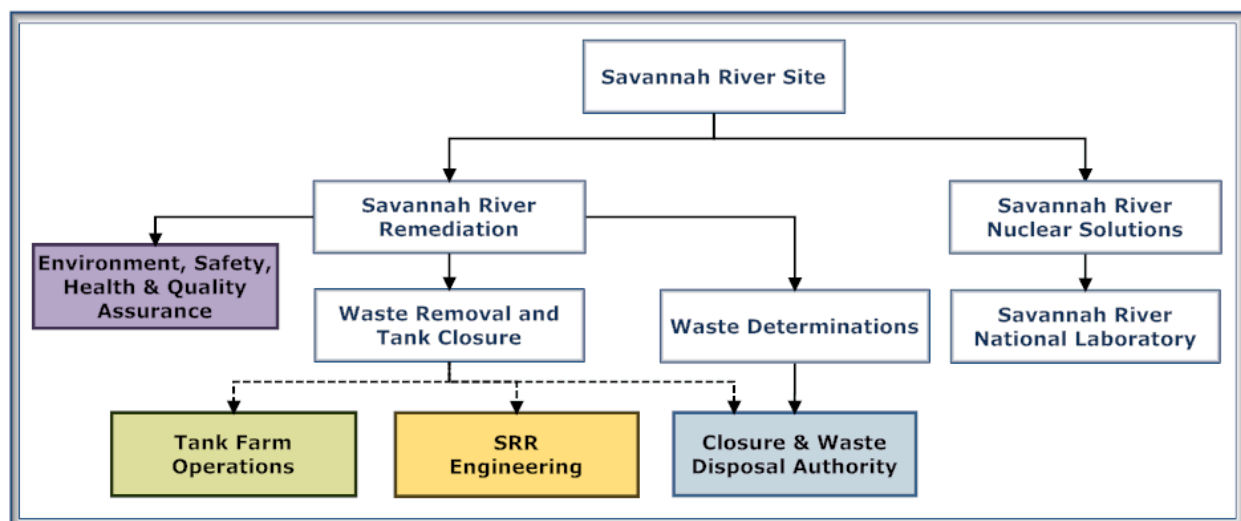 Savannah River Site
Savannah River
Remediation
Savannah River
Nuclear Solutions
Environment, Safety,
Health & Quality
Assurance
Waste Removal and
Tank Closure
Waste Determinations
Savannah River
National Laboratory
Tank Farm
Operations
SRR
Engineering
Closure & Waste
Disposal Authority